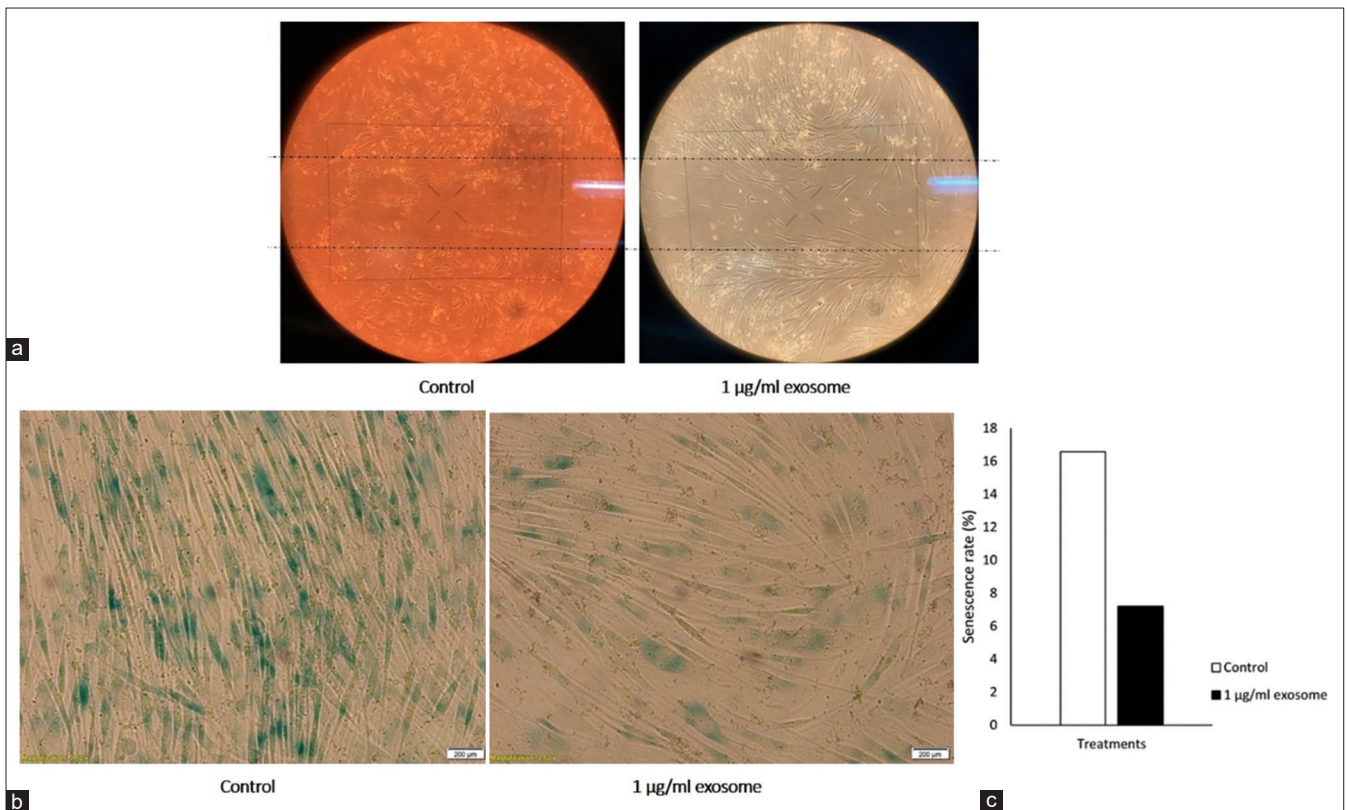 a
Control
1 µg/ml exosome
200 µm
200 µm
Control
1 µg/ml exosome
b
18
16
14
12
10
8
6
4
2
0
Senescence rate (%)
Treatments
Control
1 µg/ml exosome
c